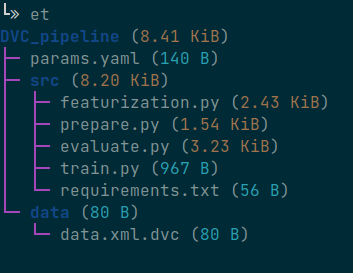 └» et
DVC_pipeline (8.41 KiB)
├─ params.yaml (140 B)
├─ src (8.20 KiB)
│  ├─ featurization.py (2.43 KiB)
│  ├─ prepare.py (1.54 KiB)
│  ├─ evaluate.py (3.23 KiB)
│  ├─ train.py (967 B)
│  └─ requirements.txt (56 B)
└─ data (80 B)
   └─ data.xml.dvc (80 B)